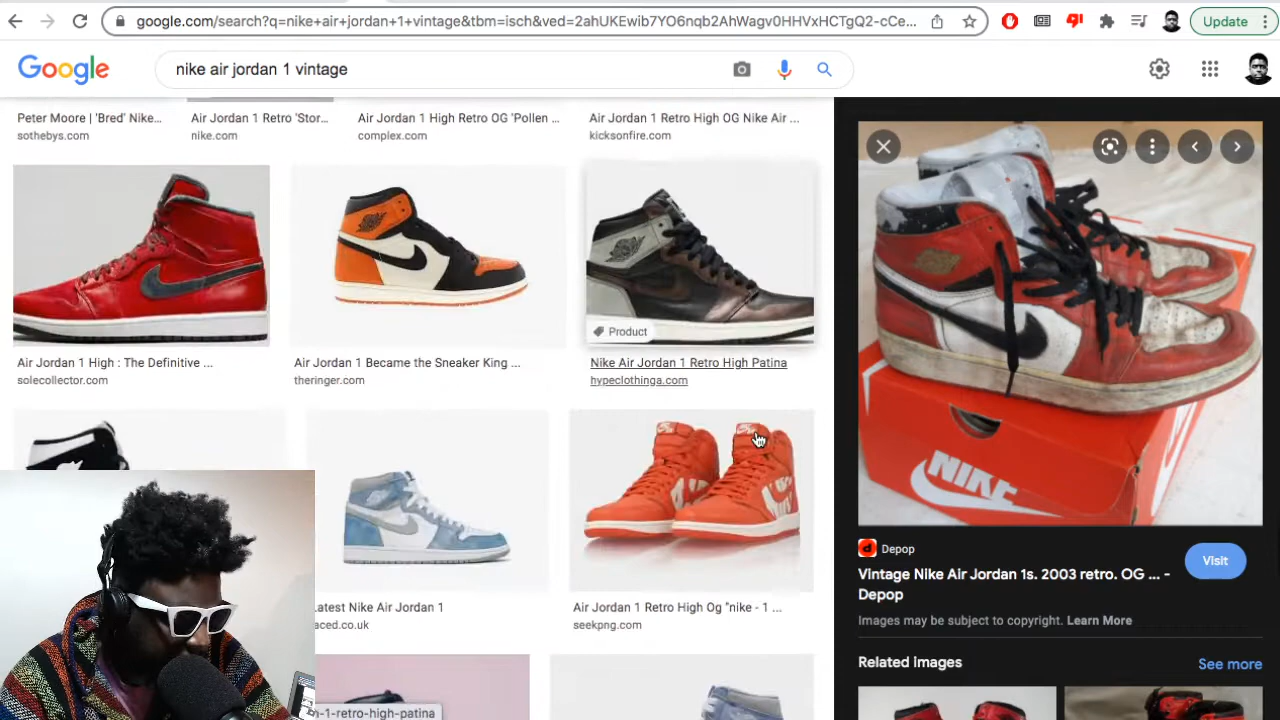 google.com/search?q=nike+air+jordan+1+vintage&tbm=isch&ved=2ahUKEwib7YO6nqb2AhWagv0HHVxHCTgQ2-cCe...
Update
Google
nike air jordan 1 vintage
Peter Moore | 'Bred' Nike...
Air Jordan 1 Retro 'Stor...
Air Jordan 1 High Retro OG 'Pollen ...
Air Jordan 1 Retro High OG Nike Air ...
sothebys.com
nike.com
complex.com
kicksonfire.com
Product
Air Jordan 1 High : The Definitive ...
Air Jordan 1 Became the Sneaker King ...
Nike Air Jordan 1 Retro High Patina
solecollector.com
theringer.com
hypeclothinga.com
NIKE
Depop
Vintage Nike Air Jordan 1s. 2003 retro. OG ... -
Depop
Visit
Images may be subject to copyright. Learn More
Latest Nike Air Jordan 1
Air Jordan 1 Retro High Og "nike - 1 ...
aced.co.uk
seekpng.com
Related images
See more
n-1-retro-high-patina